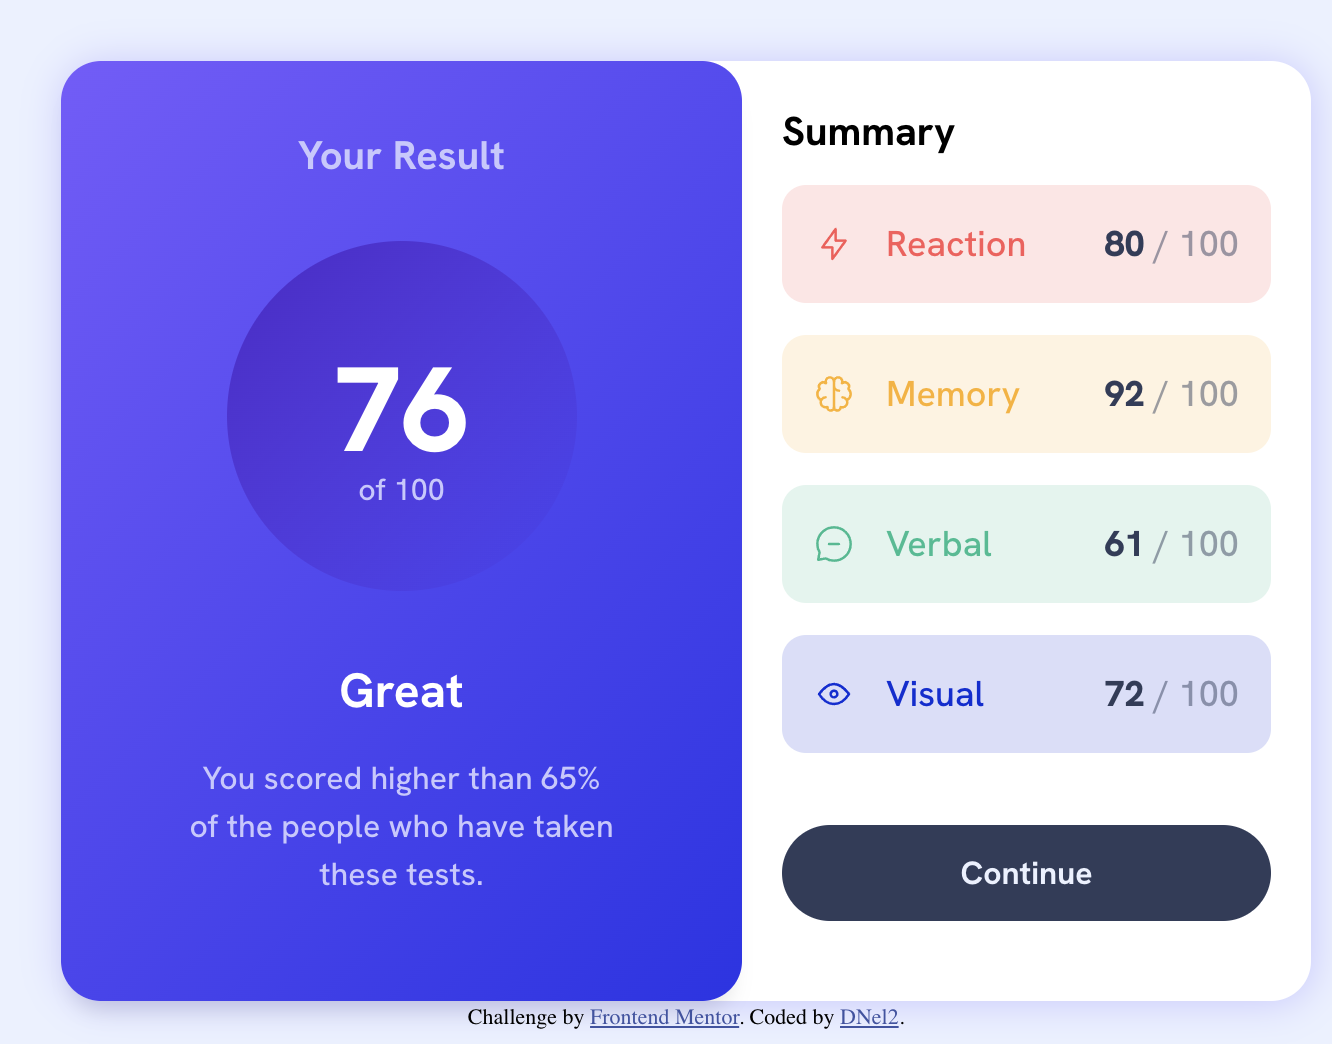 Your Result
76
of 100
Great
You scored higher than 65%
of the people who have taken
these tests.
Summary
Reaction 80 / 100
Memory 92 / 100
Verbal 61 / 100
Visual 72 / 100
Continue
Challenge by Frontend Mentor. Coded by DNel2.